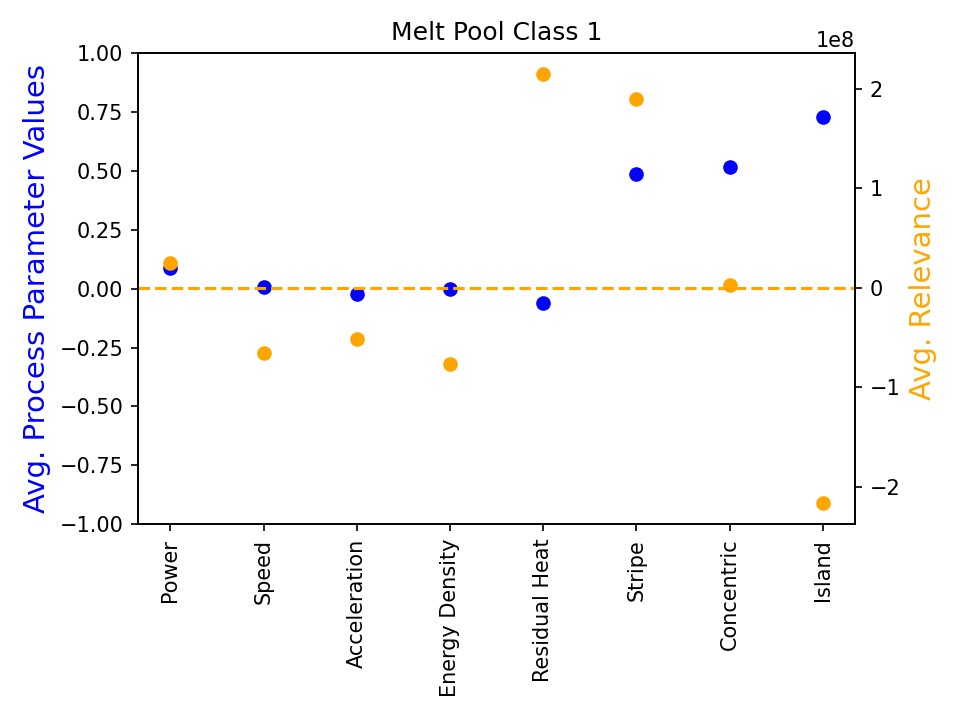 Melt Pool Class 1
1e8
Avg. Process Parameter Values
1.00
0.75
0.50
0.25
0.00
−0.25
−0.50
−0.75
−1.00
2
1
0
−1
−2
Avg. Relevance
Power
Speed
Acceleration
Energy Density
Residual Heat
Stripe
Concentric
Island